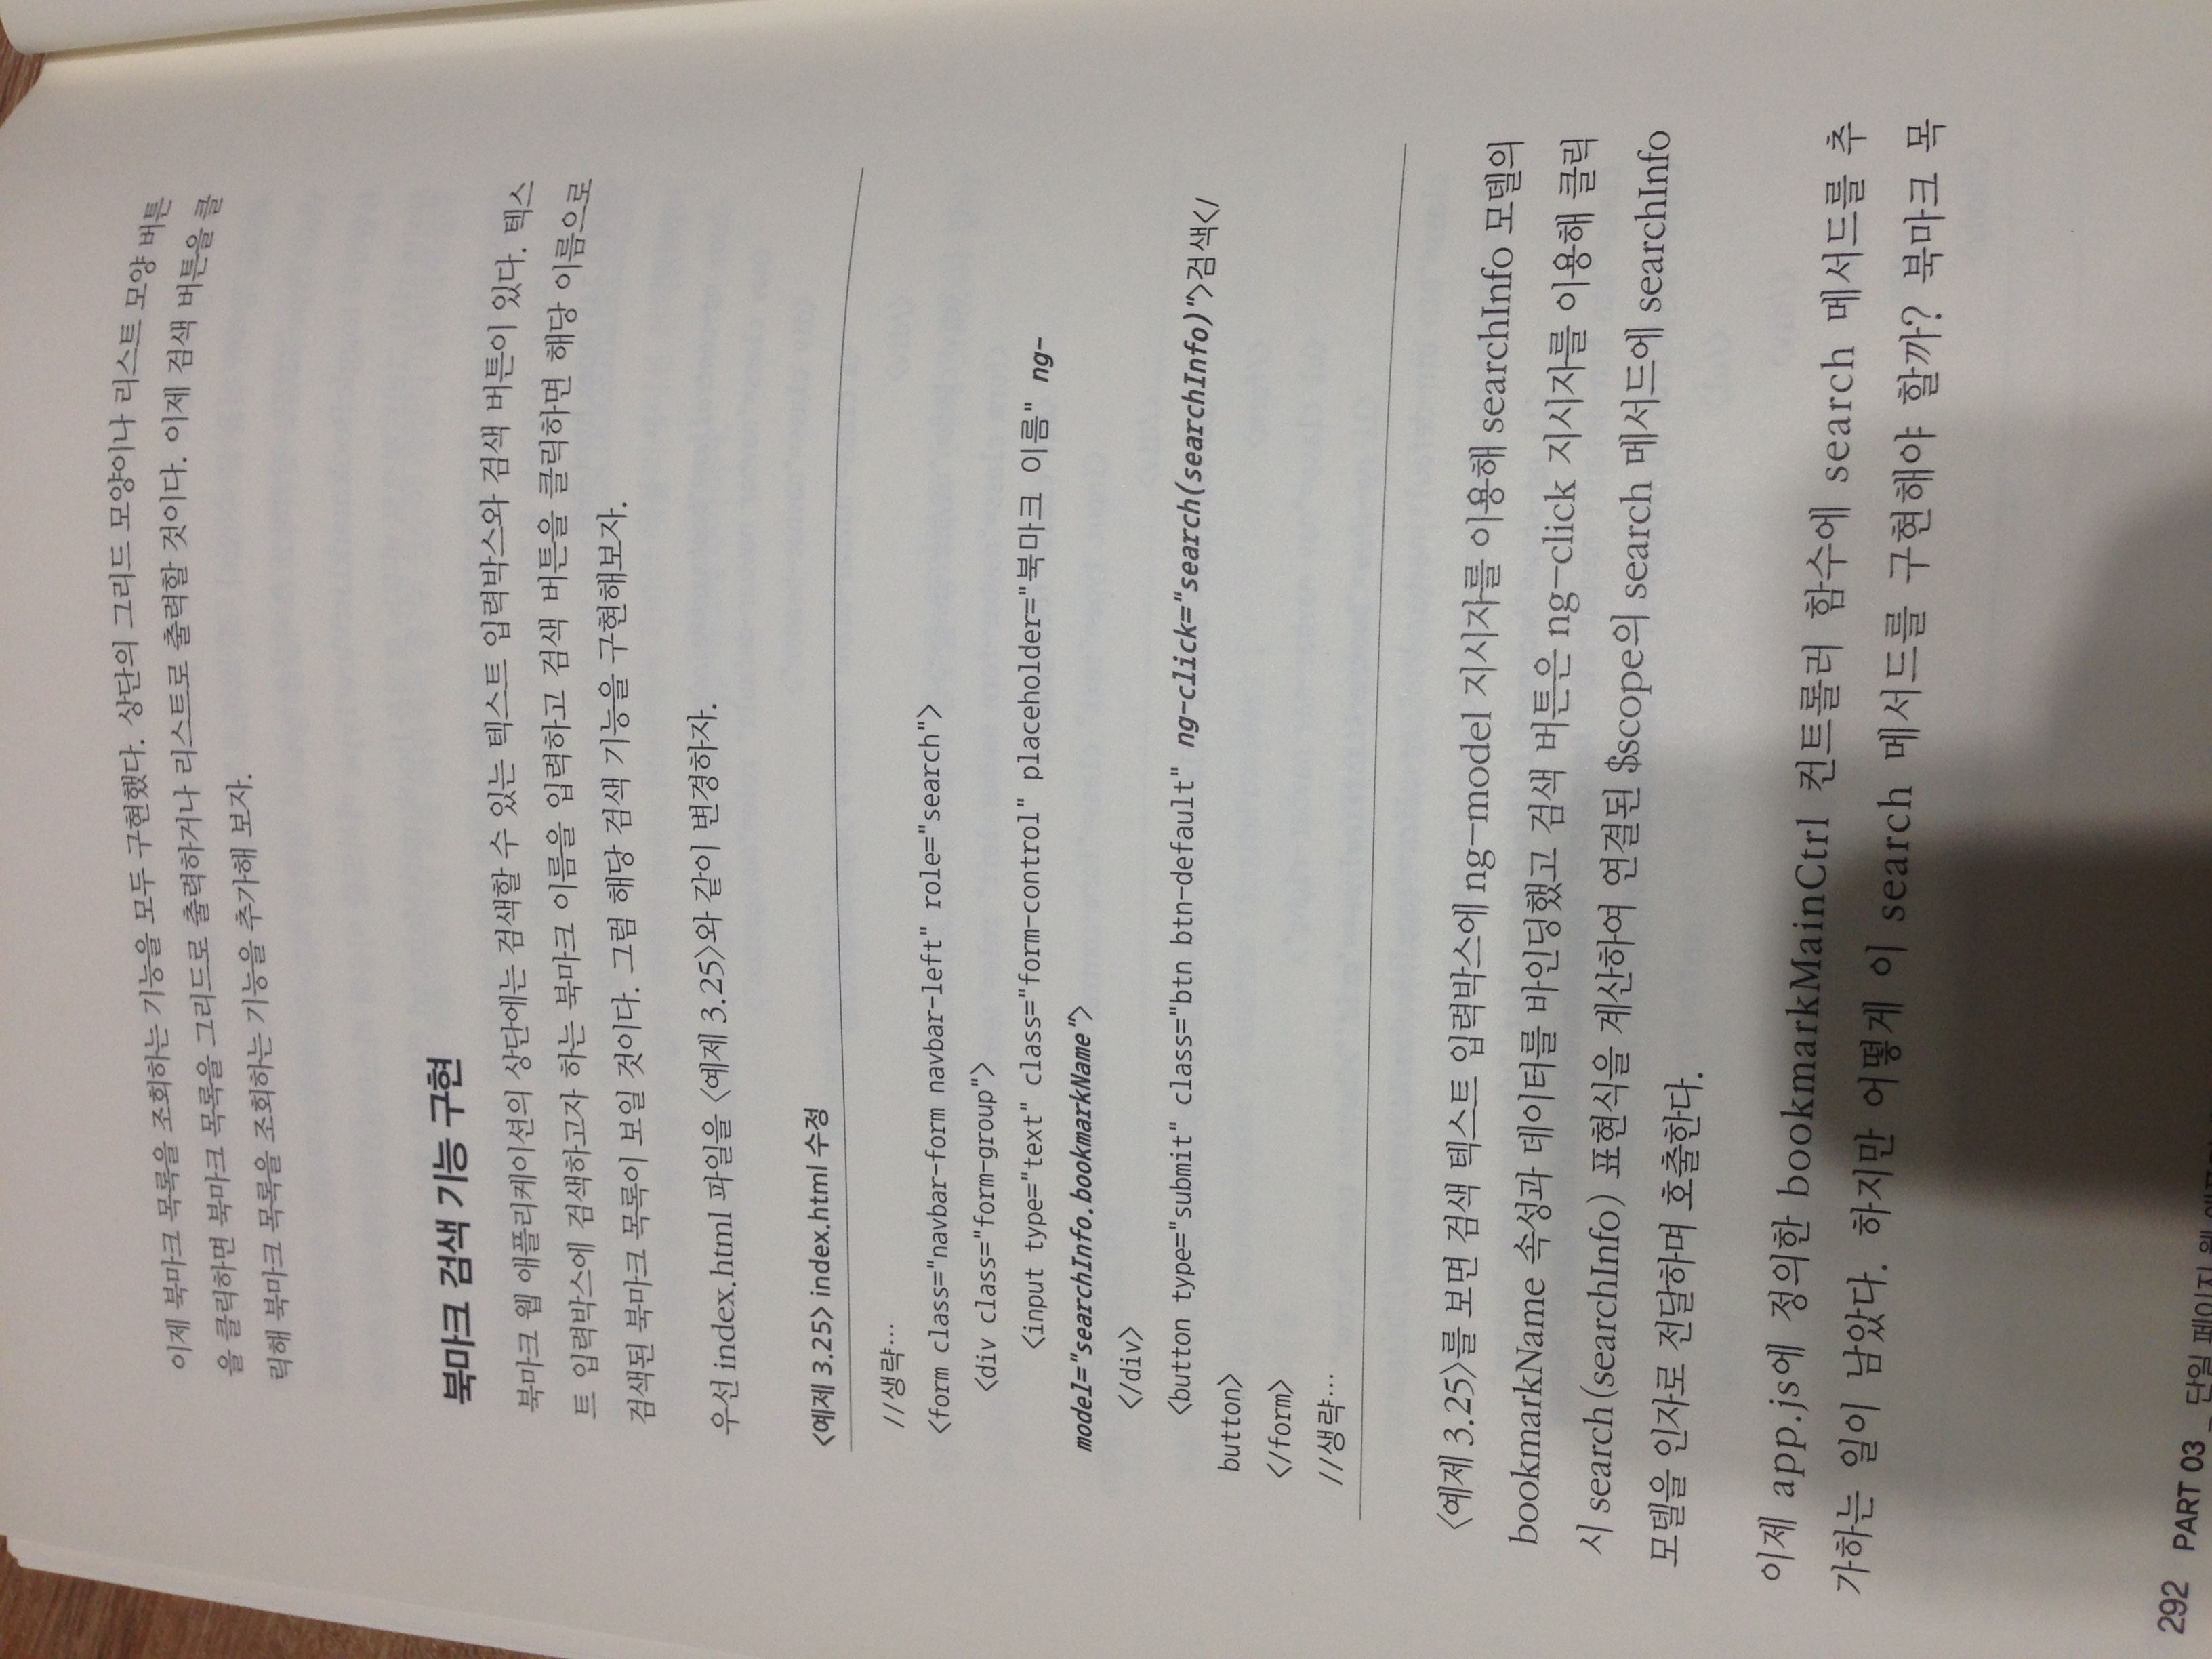 이제 북마크 목록을 조회하는 기능을 모두 구현했다. 상단의 그리드 모양이나 리스트 모양 버튼
을 클릭하면 북마크 목록을 그리드로 출력하거나 리스트로 출력할 것이다. 이제 검색 버튼을 클
릭해 북마크 목록을 조회하는 기능을 추가해 보자.
북마크 검색 기능 구현
북마크 웹 애플리케이션의 상단에는 검색할 수 있는 텍스트 입력박스와 검색 버튼이 있다. 텍스
트 입력박스에 검색하고자 하는 북마크 이름을 입력하고 검색 버튼을 클릭하면 해당 이름으로
검색된 북마크 목록이 보일 것이다. 그럼 해당 검색 기능을 구현해보자.
우선 index.html 파일을 〈예제 3.25〉와 같이 변경하자.
〈예제 3.25〉 index.html 수정
//생략…
<form class="navbar-form navbar-left" role="search">
<div class="form-group">
<input type="text" class="form-control" placeholder="북마크 이름" ng-
model="searchInfo.bookmarkName">
</div>
<button type="submit" class="btn btn-default" ng-click="search(searchInfo)">검색</
button>
</form>
//생략…
〈예제 3.25〉를 보면 검색 텍스트 입력박스에 ng-model 지시자를 이용해 searchInfo 모델의
bookmarkName 속성과 데이터를 바인딩했고 검색 버튼은 ng-click 지시자를 이용해 클릭
시 search(searchInfo) 표현식을 계산하여 연결된 $scope의 search 메서드에 searchInfo
모델을 인자로 전달하며 호출한다.
이제 app.js에 정의한 bookmarkMainCtrl 컨트롤러 함수에 search 메서드를 추
가하는 일이 남았다. 하지만 어떻게 이 search 메서드를 구현해야 할까? 북마크 목
292 PART 03 _ 단일 페이지 웹